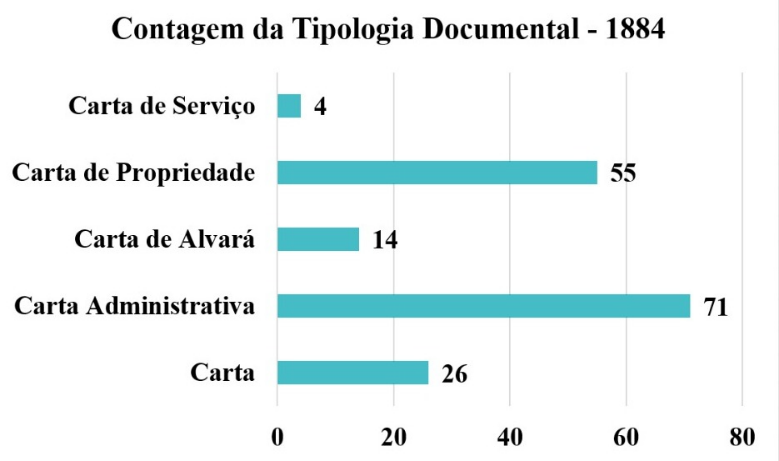 Contagem da Tipologia Documental - 1884
Carta de Serviço 4
Carta de Propriedade 55
Carta de Alvará 14
Carta Administrativa 71
Carta 26
0 20 40 60 80